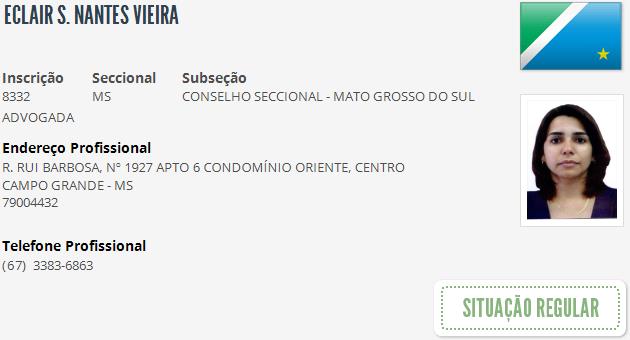 ECLAIR S. NANTES VIEIRA
Inscrição Seccional Subseção
8332 MS CONSELHO SECCIONAL - MATO GROSSO DO SUL
ADVOGADA
Endereço Profissional
R. RUI BARBOSA, Nº 1927 APTO 6 CONDOMÍNIO ORIENTE, CENTRO
CAMPO GRANDE - MS
79004432
Telefone Profissional
(67) 3383-6863
SITUAÇÃO REGULAR